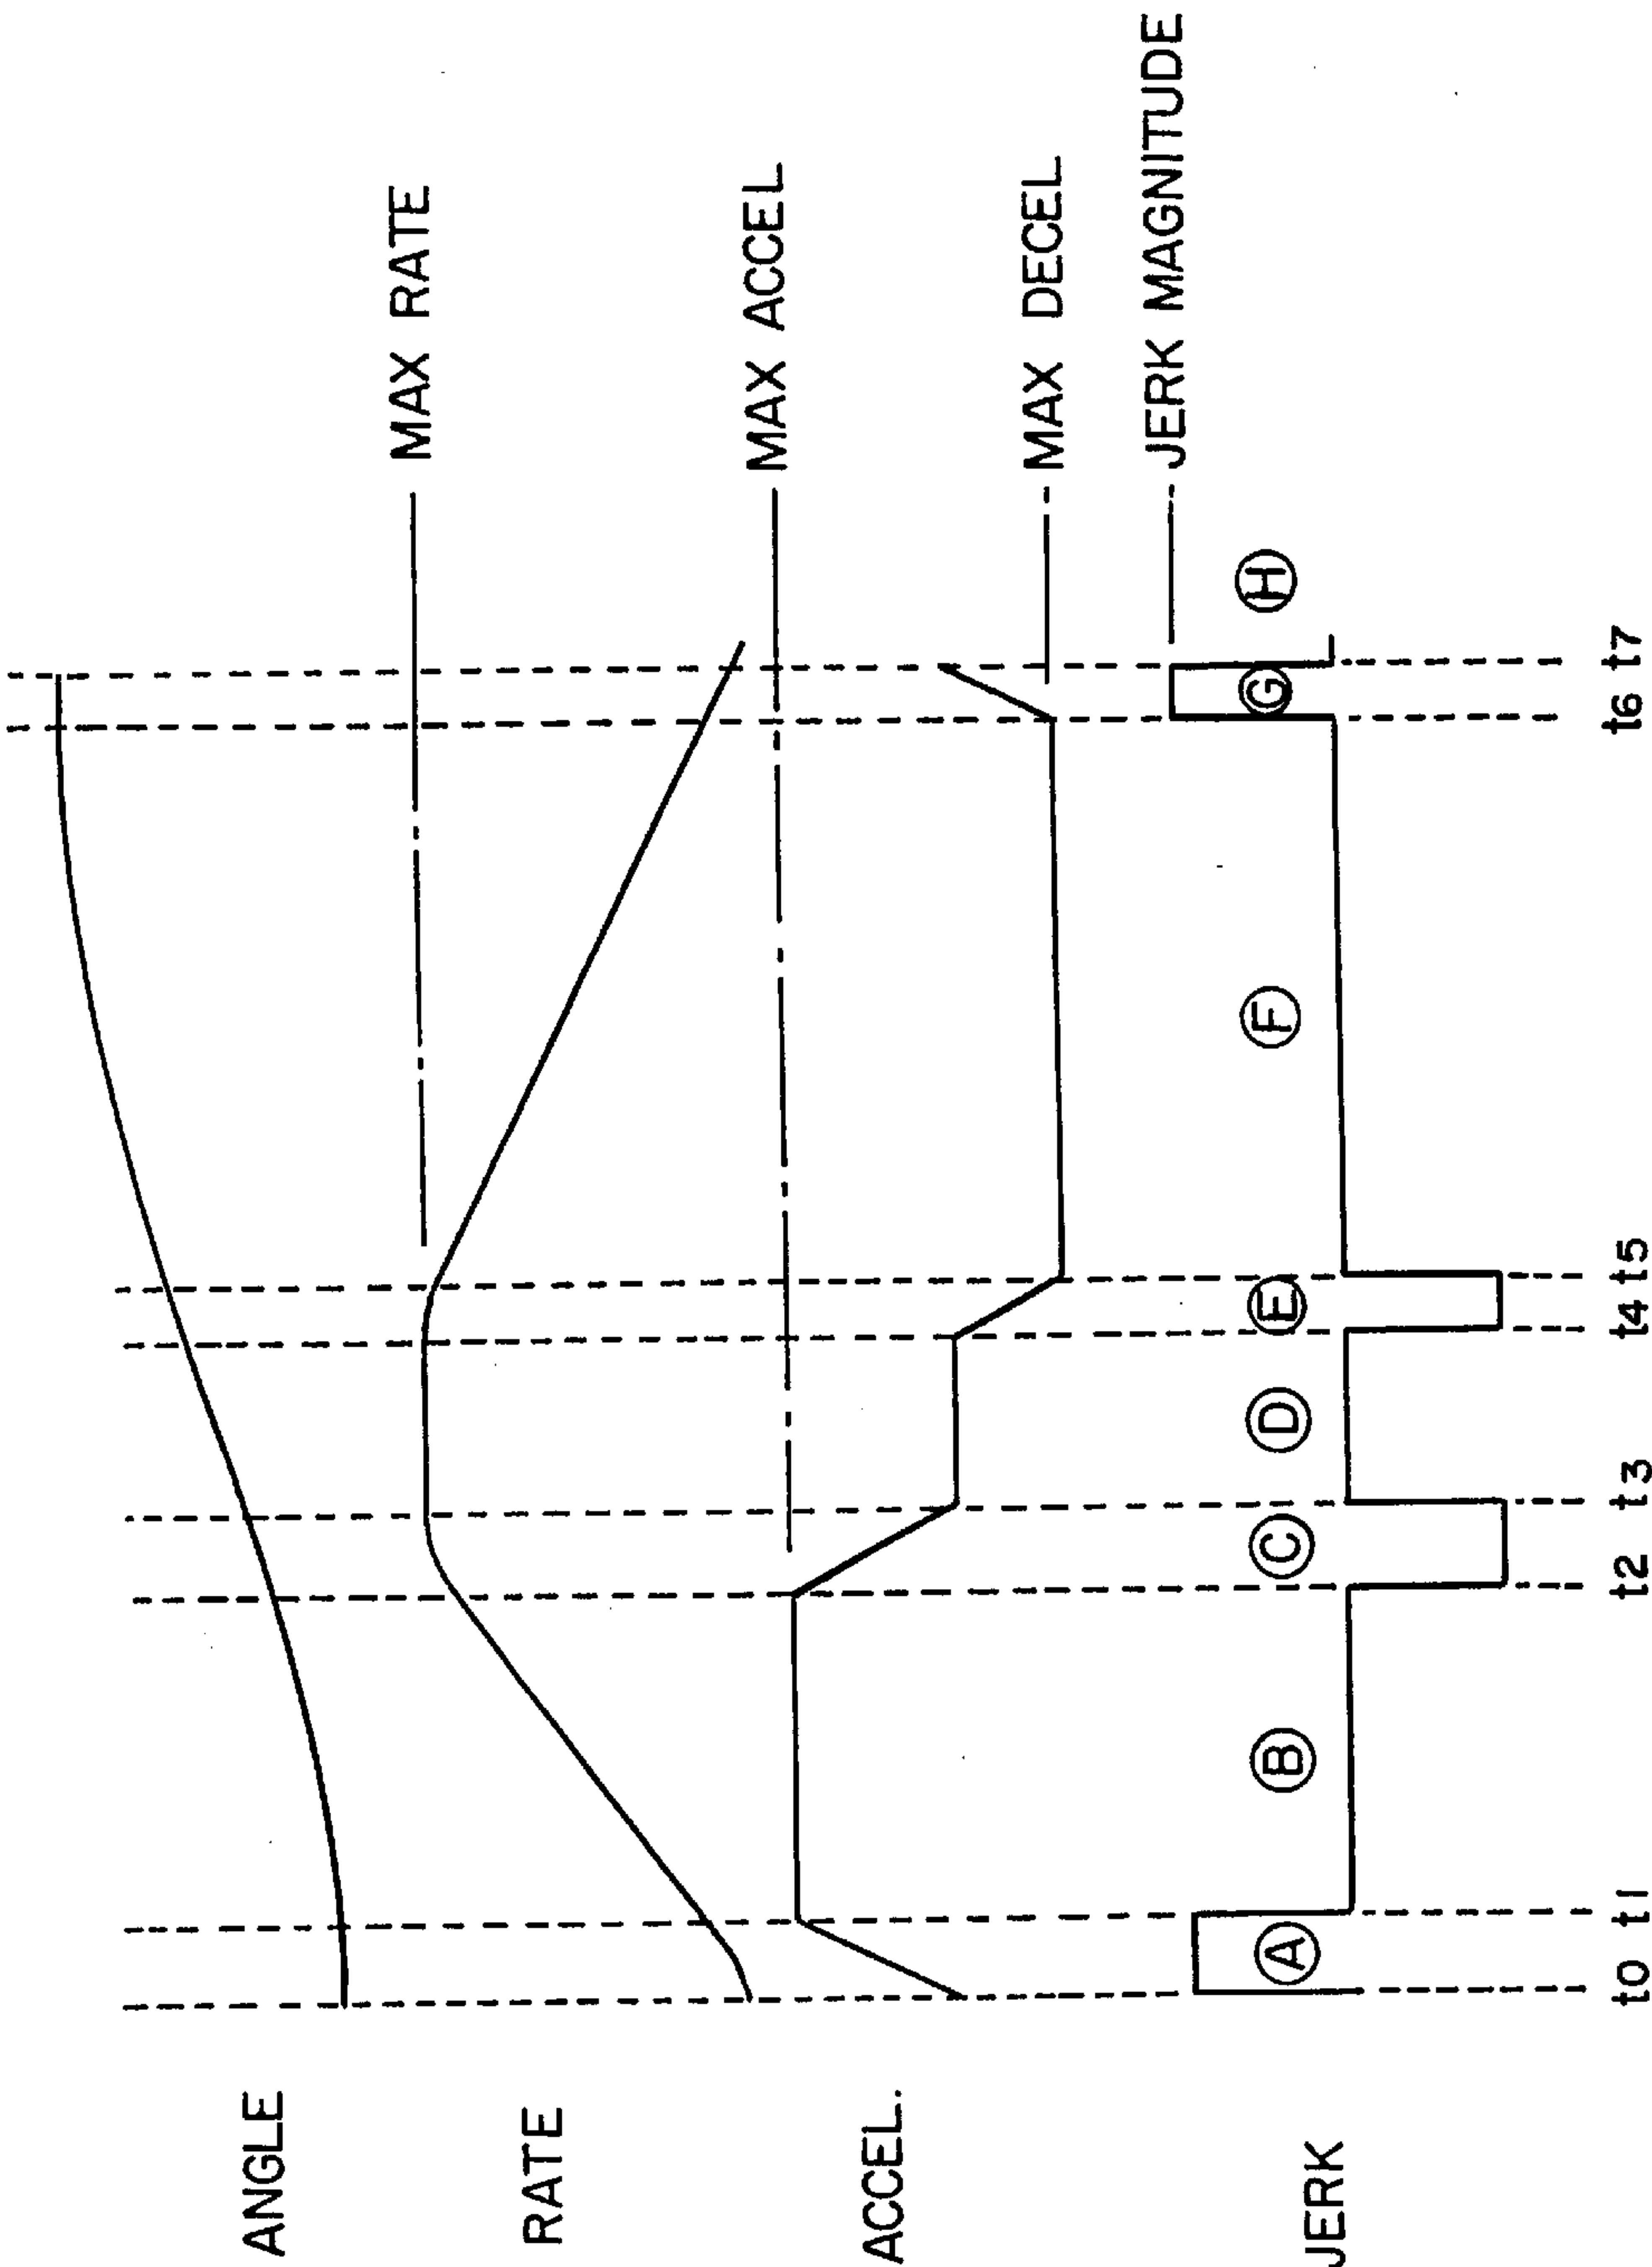 ANGLE
RATE
ACCEL.
JERK
MAX RATE
MAX ACCEL
MAX DECEL
JERK MAGNITUDE
A
B
C
D
E
F
G
H
t0 t1 t2 t3 t4 t5 t6 t7